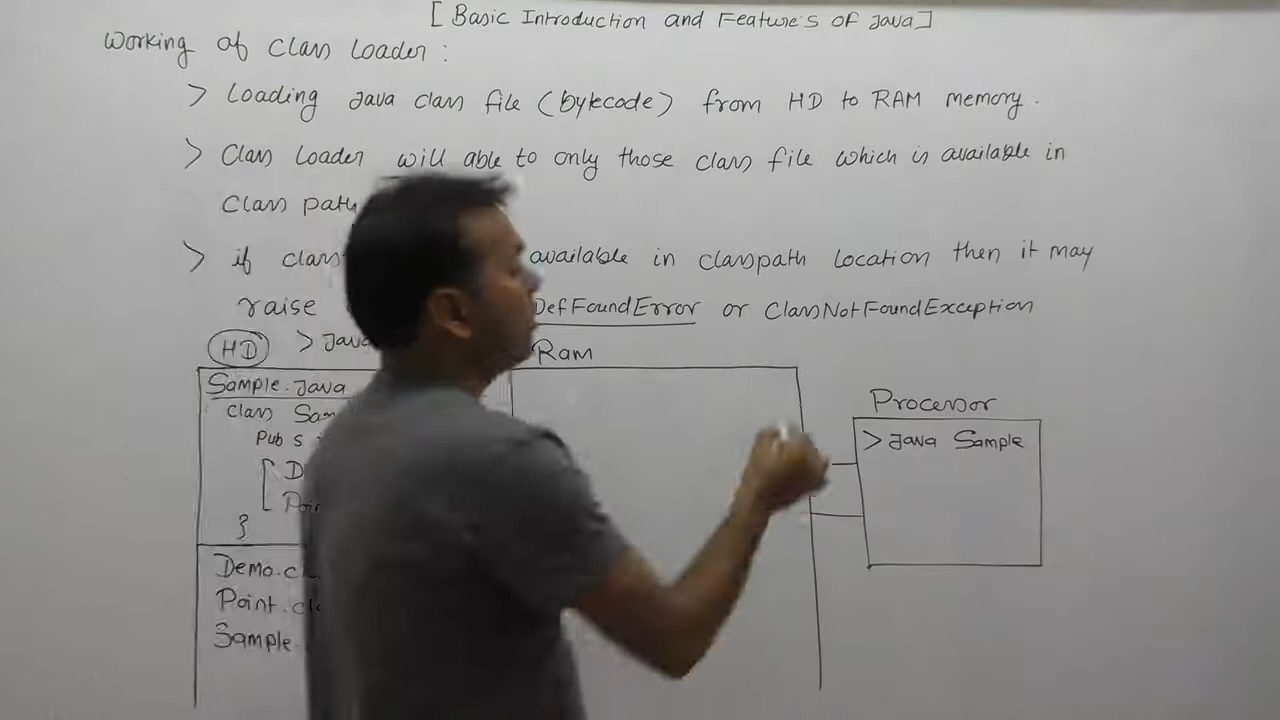 [ Basic Introduction and Feature's of Java ]
Working of Class Loader :
> Loading Java class file (bytecode) from HD to RAM memory.
> Class Loader will able to only those class file which is available in
Class path
> if class available in classpath location then it may
raise DefFoundError or ClassNotFoundException
HD > Java Ram
Sample.Java
Class Sam
Pub s
[ D
Poin
}
Demo.cl
Point.cla
Sample.
Processor
> Java Sample